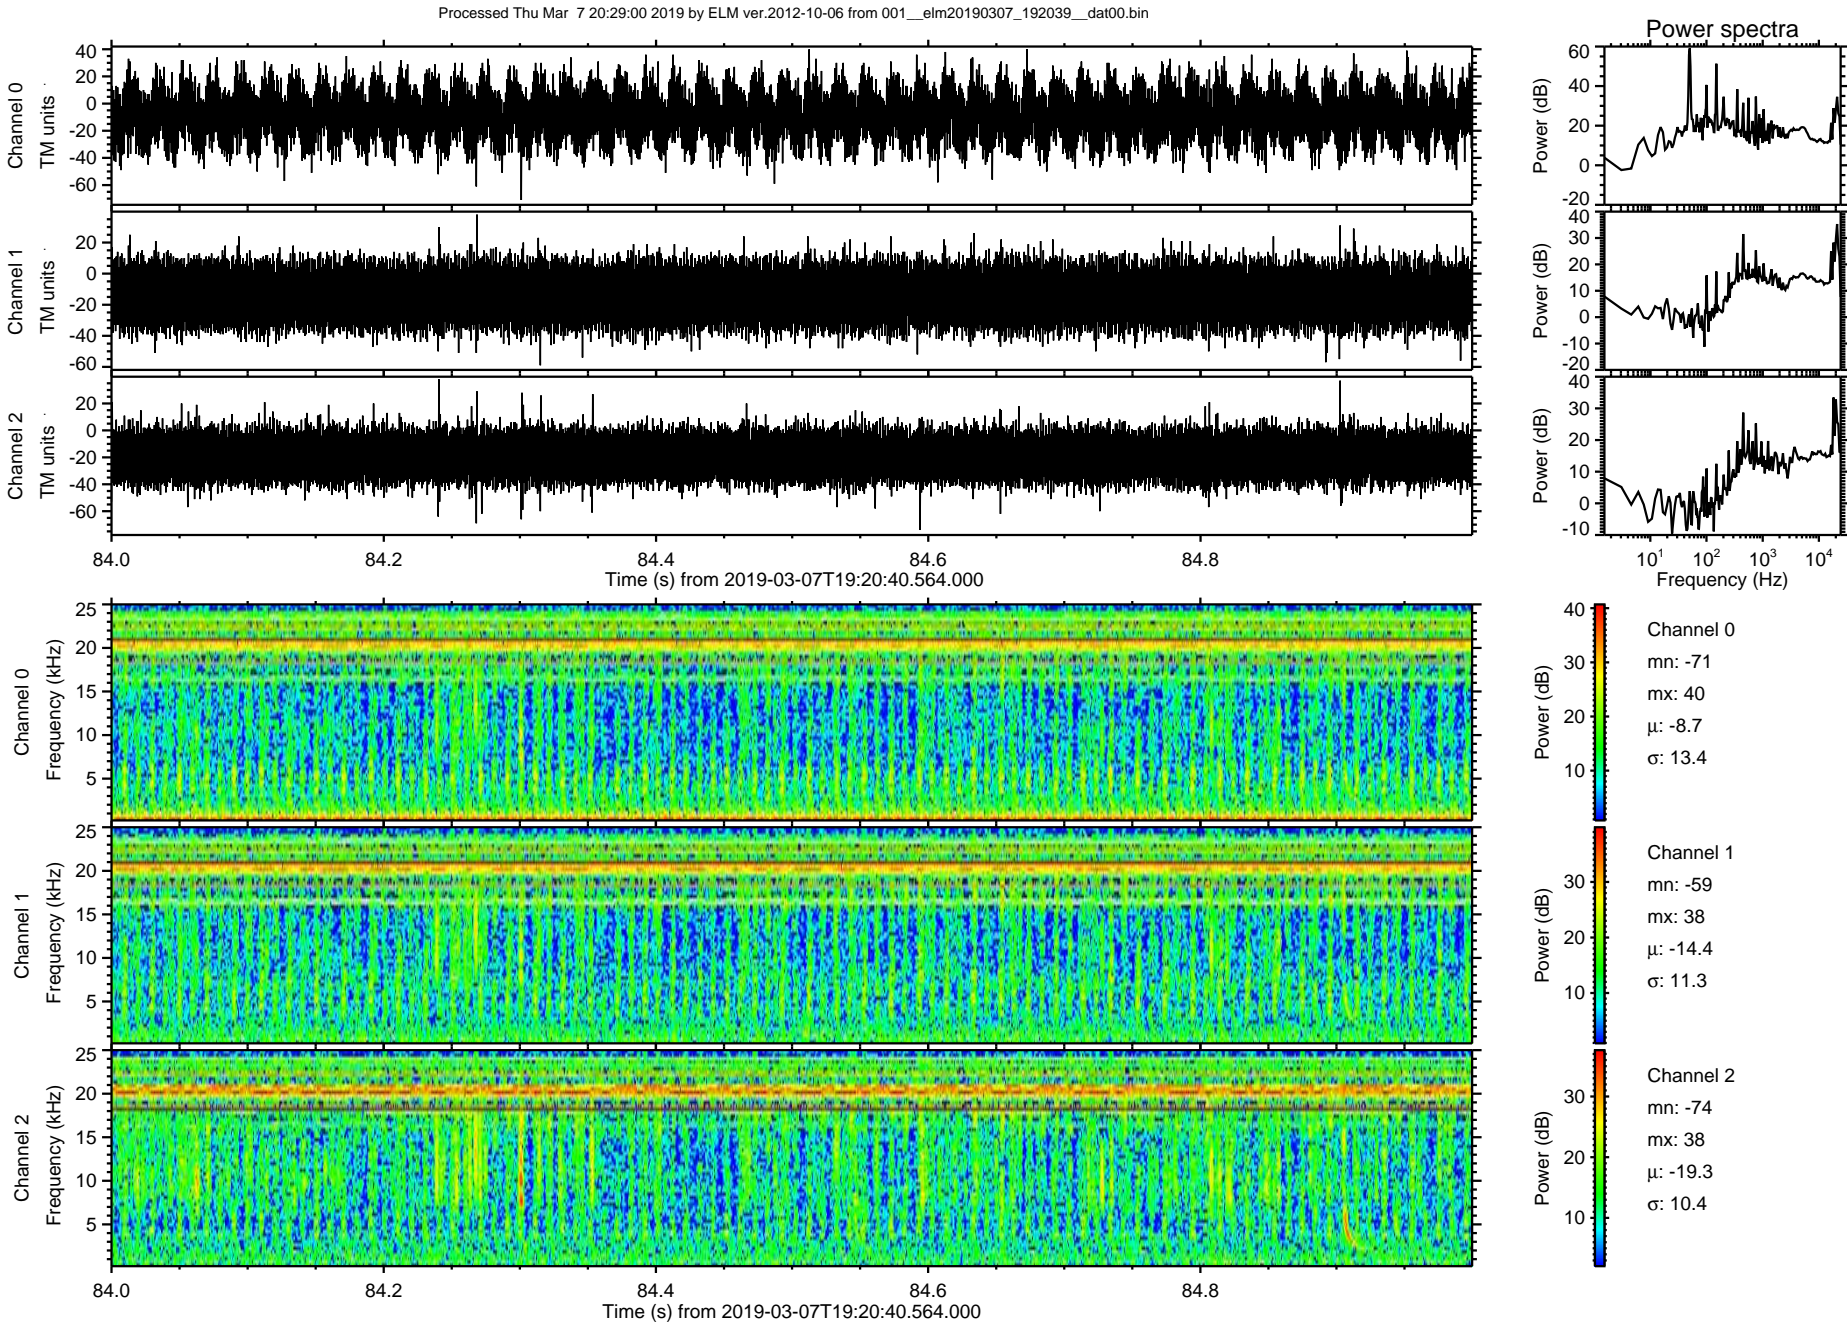 Processed Thu Mar 7 20:29:00 2019 by ELM ver.2012-10-06 from 001__elm20190307_192039__dat00.bin
Power spectra
Channel 0
TM units
40
20
0
-20
-40
-60
Power (dB)
60
40
20
0
-20
Channel 1
TM units
20
0
-20
-40
-60
Power (dB)
40
30
20
10
0
-10
-20
Channel 2
TM units
20
0
-20
-40
-60
Power (dB)
40
30
20
10
0
-10
84.0 84.2 84.4 84.6 84.8
Time (s) from 2019-03-07T19:20:40.564.000
10^1 10^2 10^3 10^4
Frequency (Hz)
Channel 0
Frequency (kHz)
25
20
15
10
5
Power (dB)
40
30
20
10
Channel 0
mn: -71
mx: 40
μ: -8.7
σ: 13.4
Channel 1
Frequency (kHz)
25
20
15
10
5
Power (dB)
30
20
10
Channel 1
mn: -59
mx: 38
μ: -14.4
σ: 11.3
Channel 2
Frequency (kHz)
25
20
15
10
5
Power (dB)
30
20
10
Channel 2
mn: -74
mx: 38
μ: -19.3
σ: 10.4
84.0 84.2 84.4 84.6 84.8
Time (s) from 2019-03-07T19:20:40.564.000